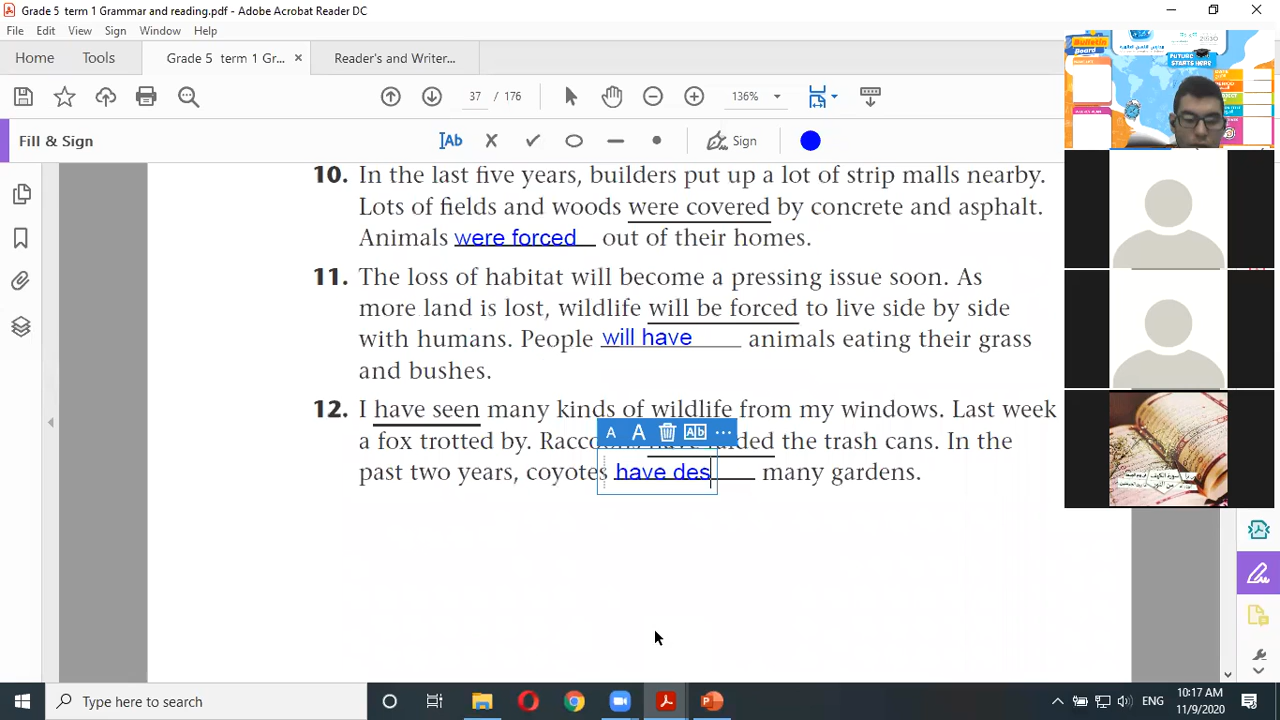 Grade 5 term 1 Grammar and reading.pdf - Adobe Acrobat Reader DC
File Edit View Sign Window Help
Home Tools Grade 5 term 1 Gr... ×
37 / 176 136%
Fill & Sign Ab Sign
10. In the last five years, builders put up a lot of strip malls nearby.
Lots of fields and woods were covered by concrete and asphalt.
Animals were forced out of their homes.
11. The loss of habitat will become a pressing issue soon. As
more land is lost, wildlife will be forced to live side by side
with humans. People will have animals eating their grass
and bushes.
12. I have seen many kinds of wildlife from my windows. Last week
A A Ab ...
a fox trotted by. the trash cans. In the
past two years, coyotes have des many gardens.
Bulletin
Board
FUTURE
STARTS HERE
Type here to search
ENG
10:17 AM
11/9/2020